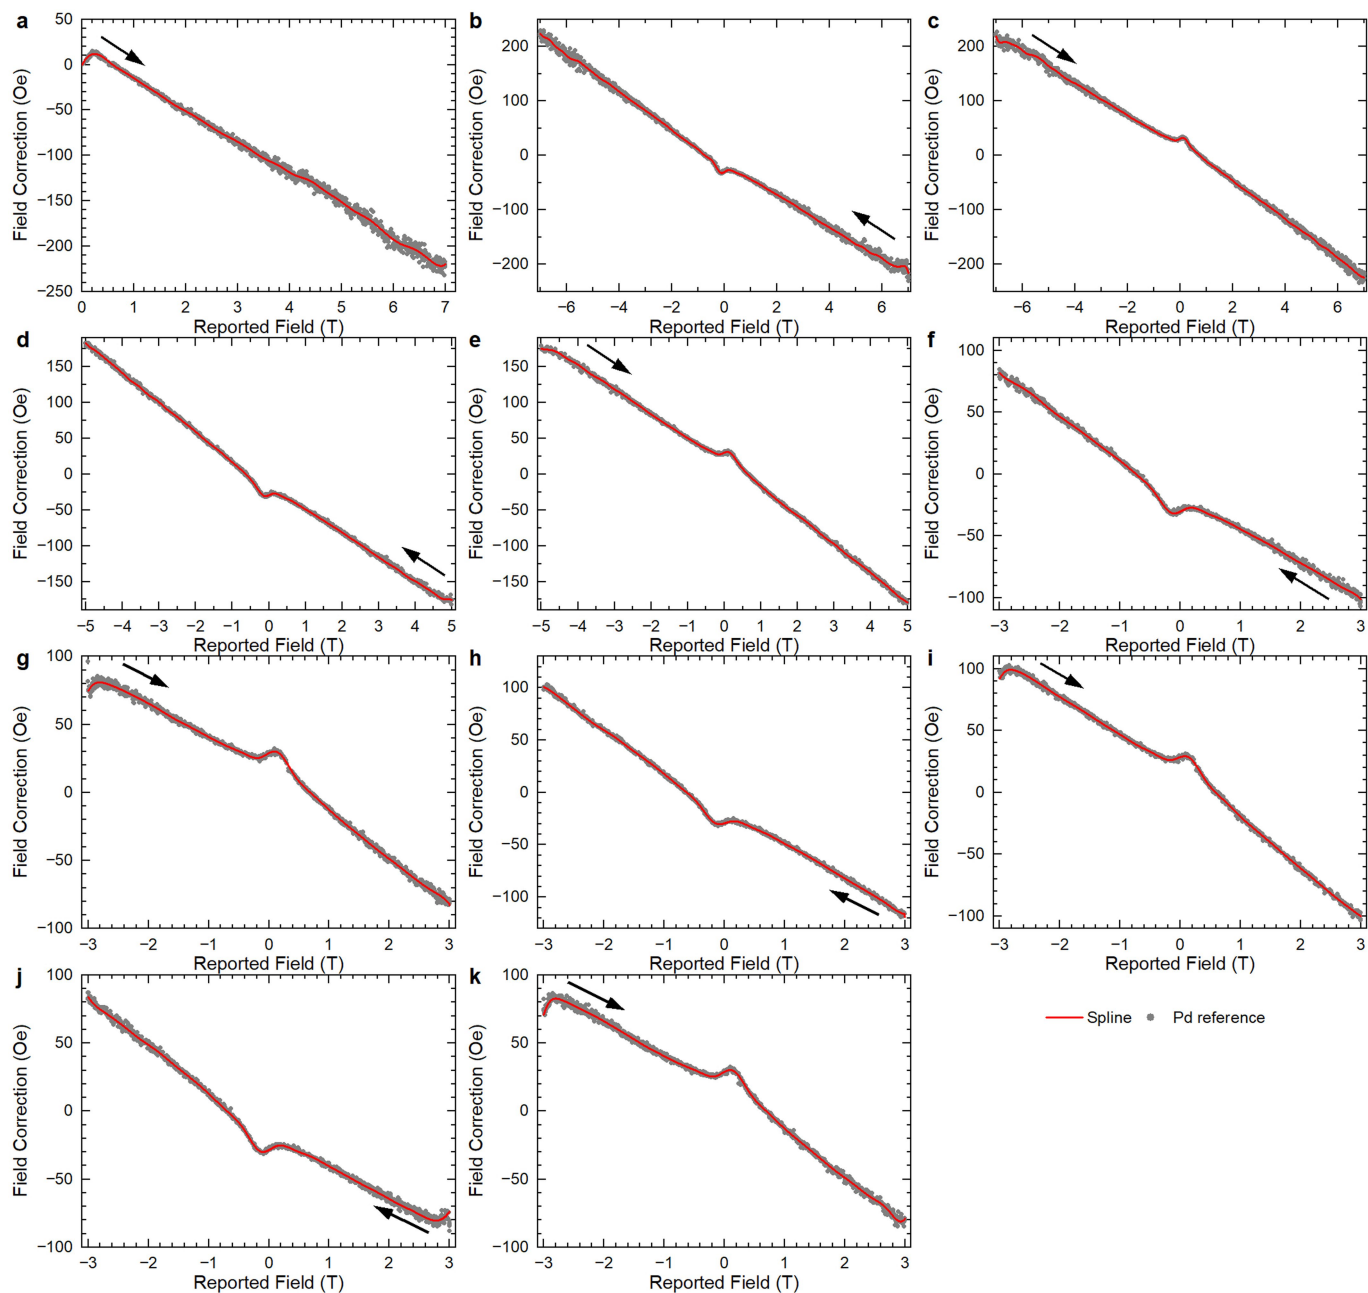 a
50
0
−50
−100
−150
−200
−250
Field Correction (Oe)
0 1 2 3 4 5 6 7
Reported Field (T)
b
200
100
0
−100
−200
Field Correction (Oe)
−6 −4 −2 0 2 4 6
Reported Field (T)
c
200
100
0
−100
−200
Field Correction (Oe)
−6 −4 −2 0 2 4 6
Reported Field (T)
d
150
100
50
0
−50
−100
−150
Field Correction (Oe)
−5 −4 −3 −2 −1 0 1 2 3 4 5
Reported Field (T)
e
150
100
50
0
−50
−100
−150
Field Correction (Oe)
−5 −4 −3 −2 −1 0 1 2 3 4 5
Reported Field (T)
f
100
50
0
−50
−100
Field Correction (Oe)
−3 −2 −1 0 1 2 3
Reported Field (T)
g
100
50
0
−50
−100
Field Correction (Oe)
−3 −2 −1 0 1 2 3
Reported Field (T)
h
100
50
0
−50
−100
Field Correction (Oe)
−3 −2 −1 0 1 2 3
Reported Field (T)
i
100
50
0
−50
−100
Field Correction (Oe)
−3 −2 −1 0 1 2 3
Reported Field (T)
j
100
50
0
−50
−100
Field Correction (Oe)
−3 −2 −1 0 1 2 3
Reported Field (T)
k
100
50
0
−50
−100
Field Correction (Oe)
−3 −2 −1 0 1 2 3
Reported Field (T)
Spline Pd reference